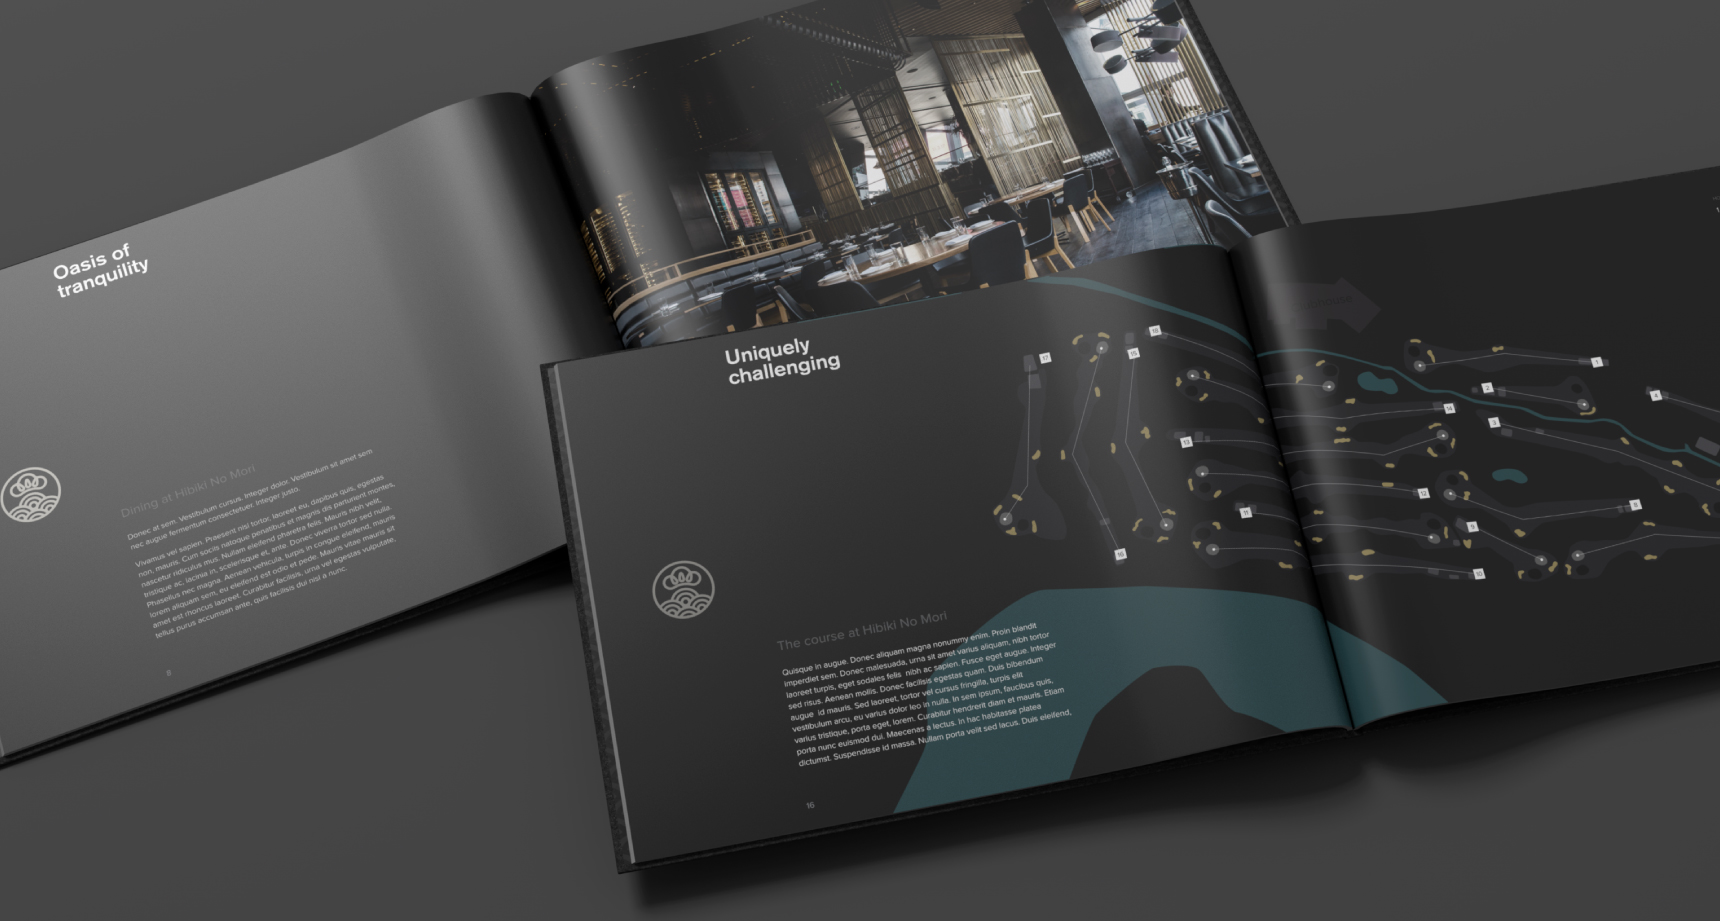 Oasis of
tranquility
Dining at Hibiki No Mori
Donec at sem. Vestibulum cursus. Integer dolor. Vestibulum sit amet sem
nec augue fermentum consectetuer. Integer justo.
Vivamus vel sapien. Praesent nisl tortor, laoreet eu, dapibus quis, egestas
non, mauris. Cum sociis natoque penatibus et magnis dis parturient montes,
nascetur ridiculus mus. Nullam eleifend pharetra felis. Mauris nibh velit,
tristique ac, lacinia in, scelerisque et, ante. Donec viverra tortor sed nulla.
Phasellus nec magna. Aenean vehicula, turpis in congue eleifend, mauris
lorem aliquam sem, eu eleifend est odio et pede. Mauris vitae mauris sit
amet est rhoncus laoreet. Curabitur facilisis, urna vel egestas vulputate,
tellus purus accumsan ante, quis facilisis dui nisl a nunc.
Uniquely
challenging
The course at Hibiki No Mori
Quisque in augue. Donec aliquam magna nonummy enim. Proin blandit
imperdiet sem. Donec malesuada, urna sit amet varius aliquam, nibh tortor
laoreet turpis, eget sodales felis nibh ac sapien. Fusce eget augue. Integer
sed risus. Aenean mollis. Donec facilisis egestas quam. Duis bibendum
augue id mauris. Sed laoreet, tortor vel cursus fringilla, turpis elit
vestibulum arcu, eu varius dolor leo in nulla. In sem ipsum, faucibus quis,
varius tristique, porta eget, lorem. Curabitur hendrerit diam et mauris. Etiam
porta nunc euismod dui. Maecenas a lectus. In hac habitasse platea
dictumst. Suspendisse id massa. Nullam porta velit sed lacus. Duis eleifend,
16
17
15
18
13
11
16
14
12
10
1
2
3
4
8
9